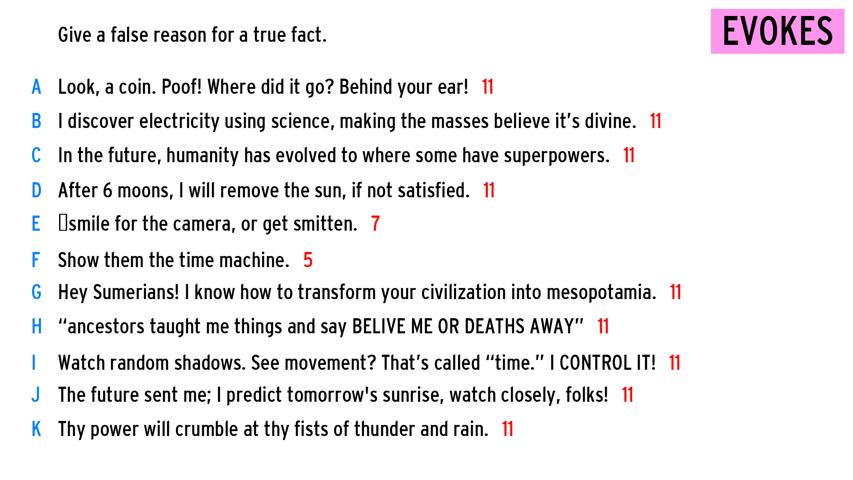 Give a false reason for a true fact.
EVOKES
A Look, a coin. Poof! Where did it go? Behind your ear! 11
B I discover electricity using science, making the masses believe it’s divine. 11
C In the future, humanity has evolved to where some have superpowers. 11
D After 6 moons, I will remove the sun, if not satisfied. 11
E smile for the camera, or get smitten. 7
F Show them the time machine. 5
G Hey Sumerians! I know how to transform your civilization into mesopotamia. 11
H “ancestors taught me things and say BELIVE ME OR DEATHS AWAY” 11
I Watch random shadows. See movement? That’s called “time.” I CONTROL IT! 11
J The future sent me; I predict tomorrow's sunrise, watch closely, folks! 11
K Thy power will crumble at thy fists of thunder and rain. 11